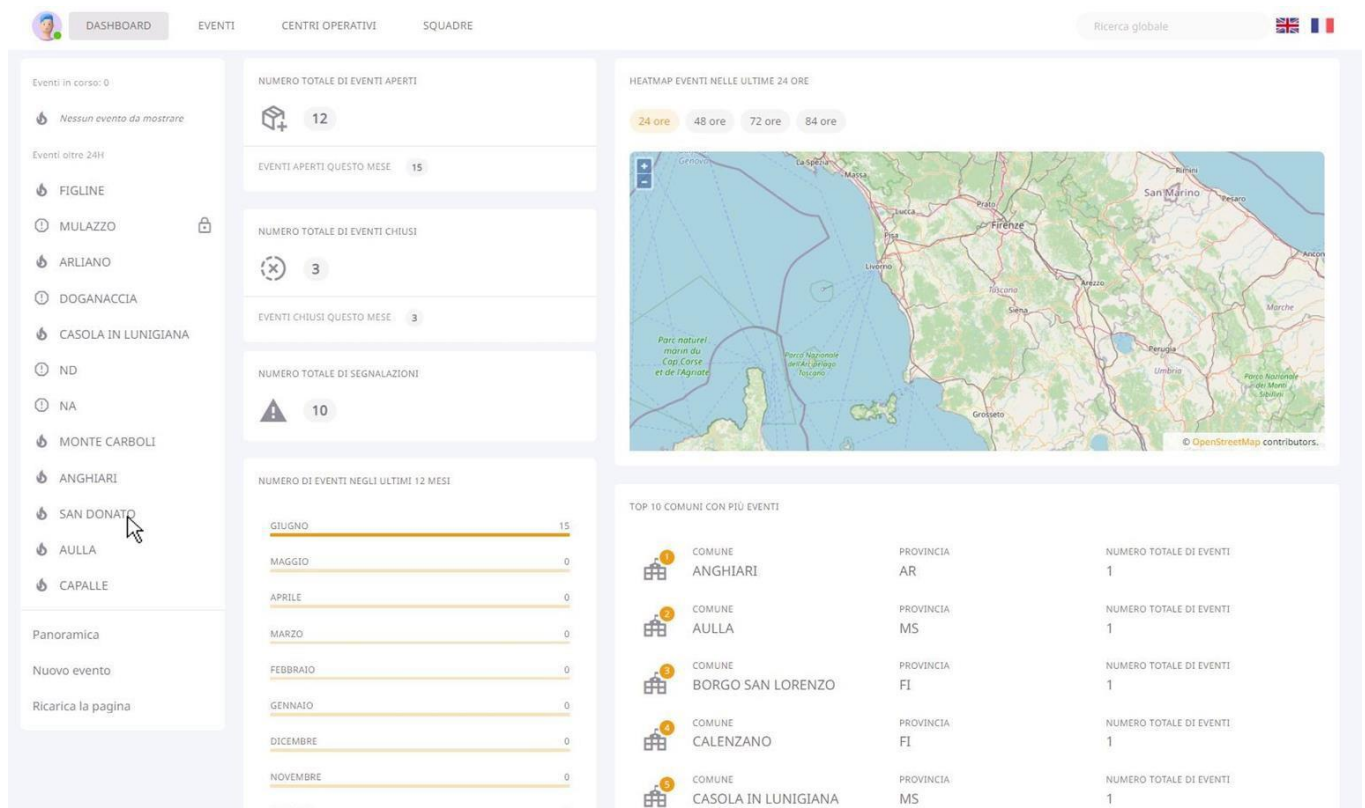 DASHBOARD EVENTI CENTRI OPERATIVI SQUADRE Ricerca globale
Eventi in corso: 0
Nessun evento da mostrare
Eventi oltre 24H
FIGLINE
MULAZZO
ARLIANO
DOGANACCIA
CASOLA IN LUNIGIANA
ND
NA
MONTE CARBOLI
ANGHIARI
SAN DONATO
AULLA
CAPALLE
Panoramica
Nuovo evento
Ricarica la pagina
NUMERO TOTALE DI EVENTI APERTI
12
EVENTI APERTI QUESTO MESE 15
NUMERO TOTALE DI EVENTI CHIUSI
3
EVENTI CHIUSI QUESTO MESE 3
NUMERO TOTALE DI SEGNALAZIONI
10
NUMERO DI EVENTI NEGLI ULTIMI 12 MESI
GIUGNO 15
MAGGIO 0
APRILE 0
MARZO 0
FEBBRAIO 0
GENNAIO 0
DICEMBRE 0
NOVEMBRE 0
HEATMAP EVENTI NELLE ULTIME 24 ORE
24 ore 48 ore 72 ore 84 ore
+
−
Genova
La Spezia
Massa
Rimini
San Marino
Pesaro
Prato
Lucca
Firenze
Pisa
Ancon
Livorno
Arezzo
Toscana
Siena
Marche
Parc naturel
marin du
Cap Corse
et de l'Agriate
Parco Nazionale
dell'Arcipelago
Toscano
Perugia
Umbria
Parco Nazionale
dei Monti
Sibillini
Grosseto
© OpenStreetMap contributors.
TOP 10 COMUNI CON PIÙ EVENTI
1 COMUNE PROVINCIA NUMERO TOTALE DI EVENTI
ANGHIARI AR 1
2 COMUNE PROVINCIA NUMERO TOTALE DI EVENTI
AULLA MS 1
3 COMUNE PROVINCIA NUMERO TOTALE DI EVENTI
BORGO SAN LORENZO FI 1
4 COMUNE PROVINCIA NUMERO TOTALE DI EVENTI
CALENZANO FI 1
5 COMUNE PROVINCIA NUMERO TOTALE DI EVENTI
CASOLA IN LUNIGIANA MS 1